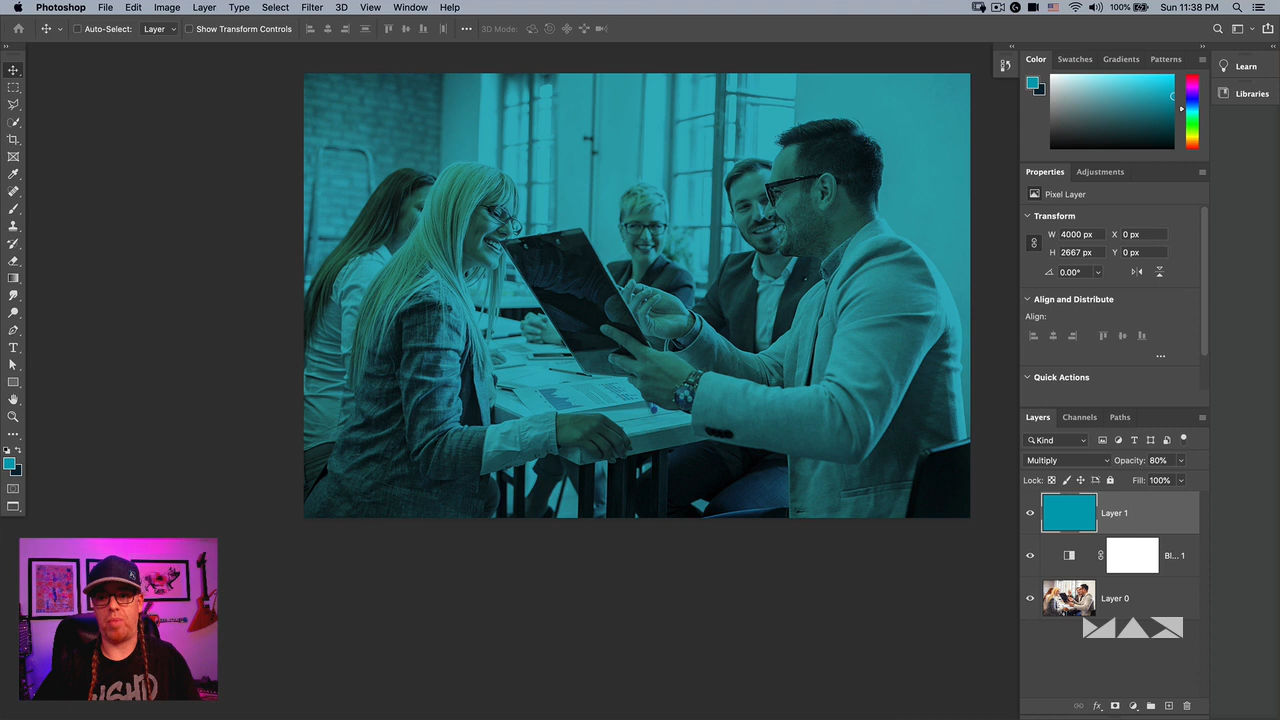 Photoshop File Edit Image Layer Type Select Filter 3D View Window Help 100% Sun 11:38 PM
Auto-Select: Layer Show Transform Controls 3D Mode:
Color Swatches Gradients Patterns
Learn
Libraries
Properties Adjustments
Pixel Layer
Transform
W 4000 px X 0 px
H 2667 px Y 0 px
0.00°
Align and Distribute
Align:
Quick Actions
Layers Channels Paths
Kind
Multiply Opacity: 80%
Lock: Fill: 100%
Layer 1
Bl... 1
Layer 0
MAX